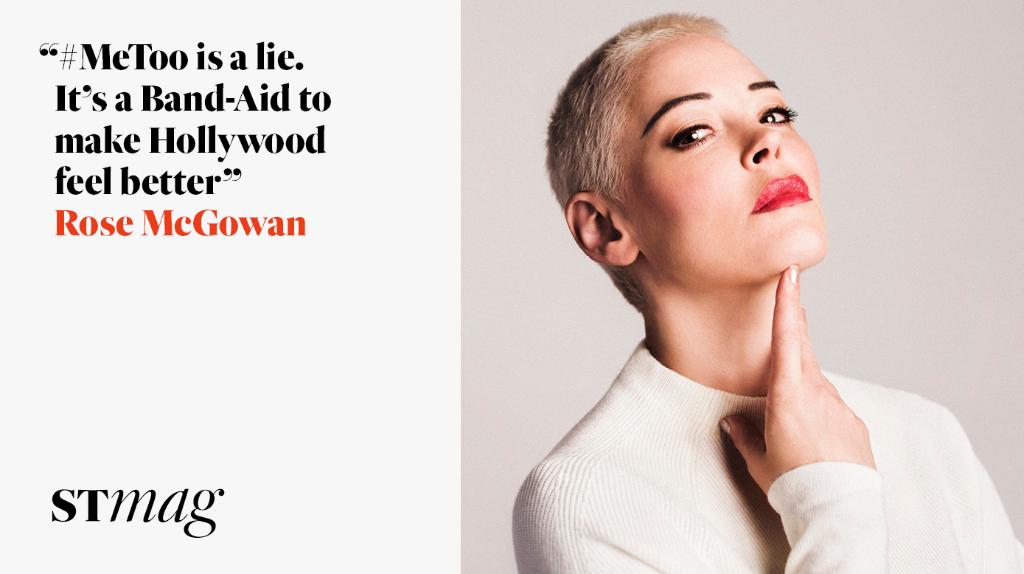 “#MeToo is a lie.
It’s a Band-Aid to
make Hollywood
feel better”
Rose McGowan
STmag